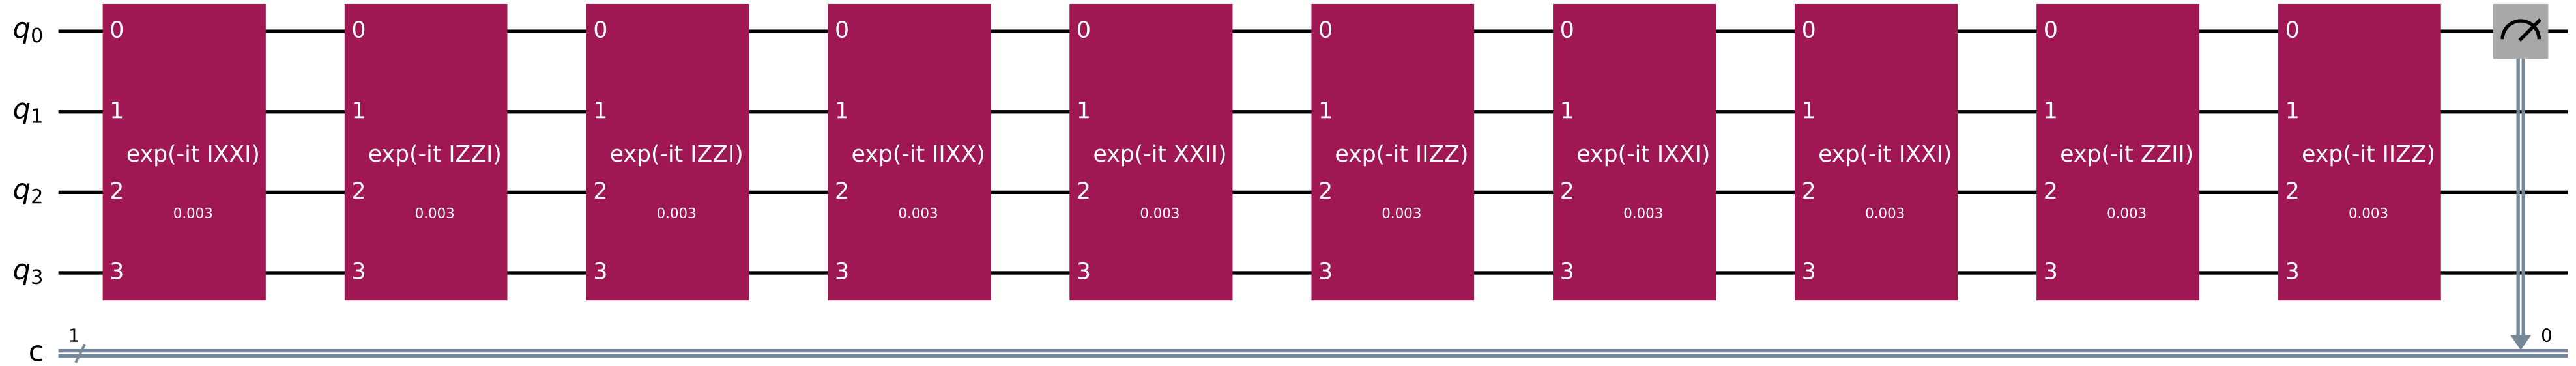 q0 0 0 0 0 0 0 0 0 0 0
q1 1 1 1 1 1 1 1 1 1 1
exp(-it IXXI) exp(-it IZZI) exp(-it IZZI) exp(-it IIXX) exp(-it XXII) exp(-it IIZZ) exp(-it IXXI) exp(-it IXXI) exp(-it ZZII) exp(-it IIZZ)
q2 2 2 2 2 2 2 2 2 2 2
0.003 0.003 0.003 0.003 0.003 0.003 0.003 0.003 0.003 0.003
q3 3 3 3 3 3 3 3 3 3 3
1 0
c